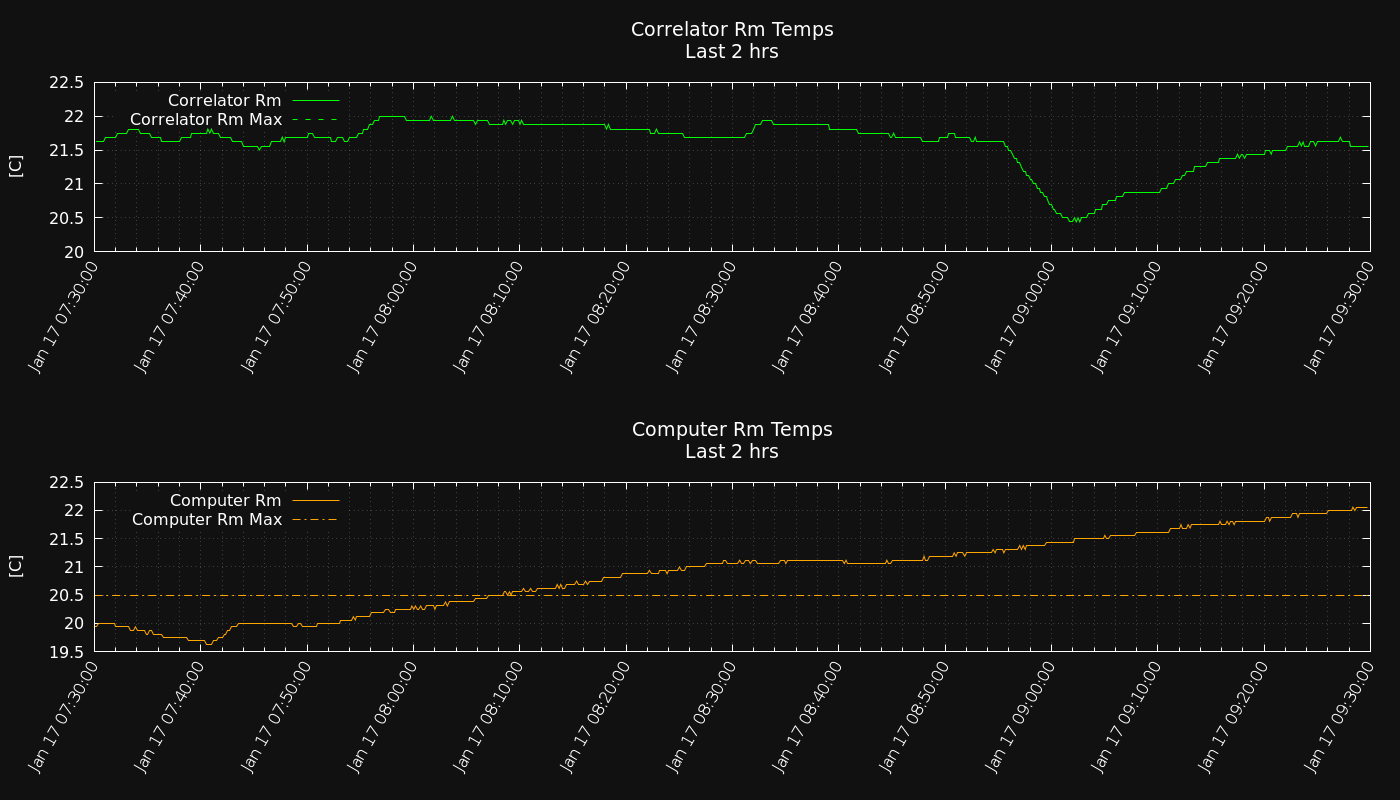 Correlator Rm Temps
Last 2 hrs
22.5
22
21.5
21
20.5
20
[C]
Correlator Rm
Correlator Rm Max
Jan 17 07:30:00
Jan 17 07:40:00
Jan 17 07:50:00
Jan 17 08:00:00
Jan 17 08:10:00
Jan 17 08:20:00
Jan 17 08:30:00
Jan 17 08:40:00
Jan 17 08:50:00
Jan 17 09:00:00
Jan 17 09:10:00
Jan 17 09:20:00
Jan 17 09:30:00
Computer Rm Temps
Last 2 hrs
22.5
22
21.5
21
20.5
20
19.5
[C]
Computer Rm
Computer Rm Max
Jan 17 07:30:00
Jan 17 07:40:00
Jan 17 07:50:00
Jan 17 08:00:00
Jan 17 08:10:00
Jan 17 08:20:00
Jan 17 08:30:00
Jan 17 08:40:00
Jan 17 08:50:00
Jan 17 09:00:00
Jan 17 09:10:00
Jan 17 09:20:00
Jan 17 09:30:00